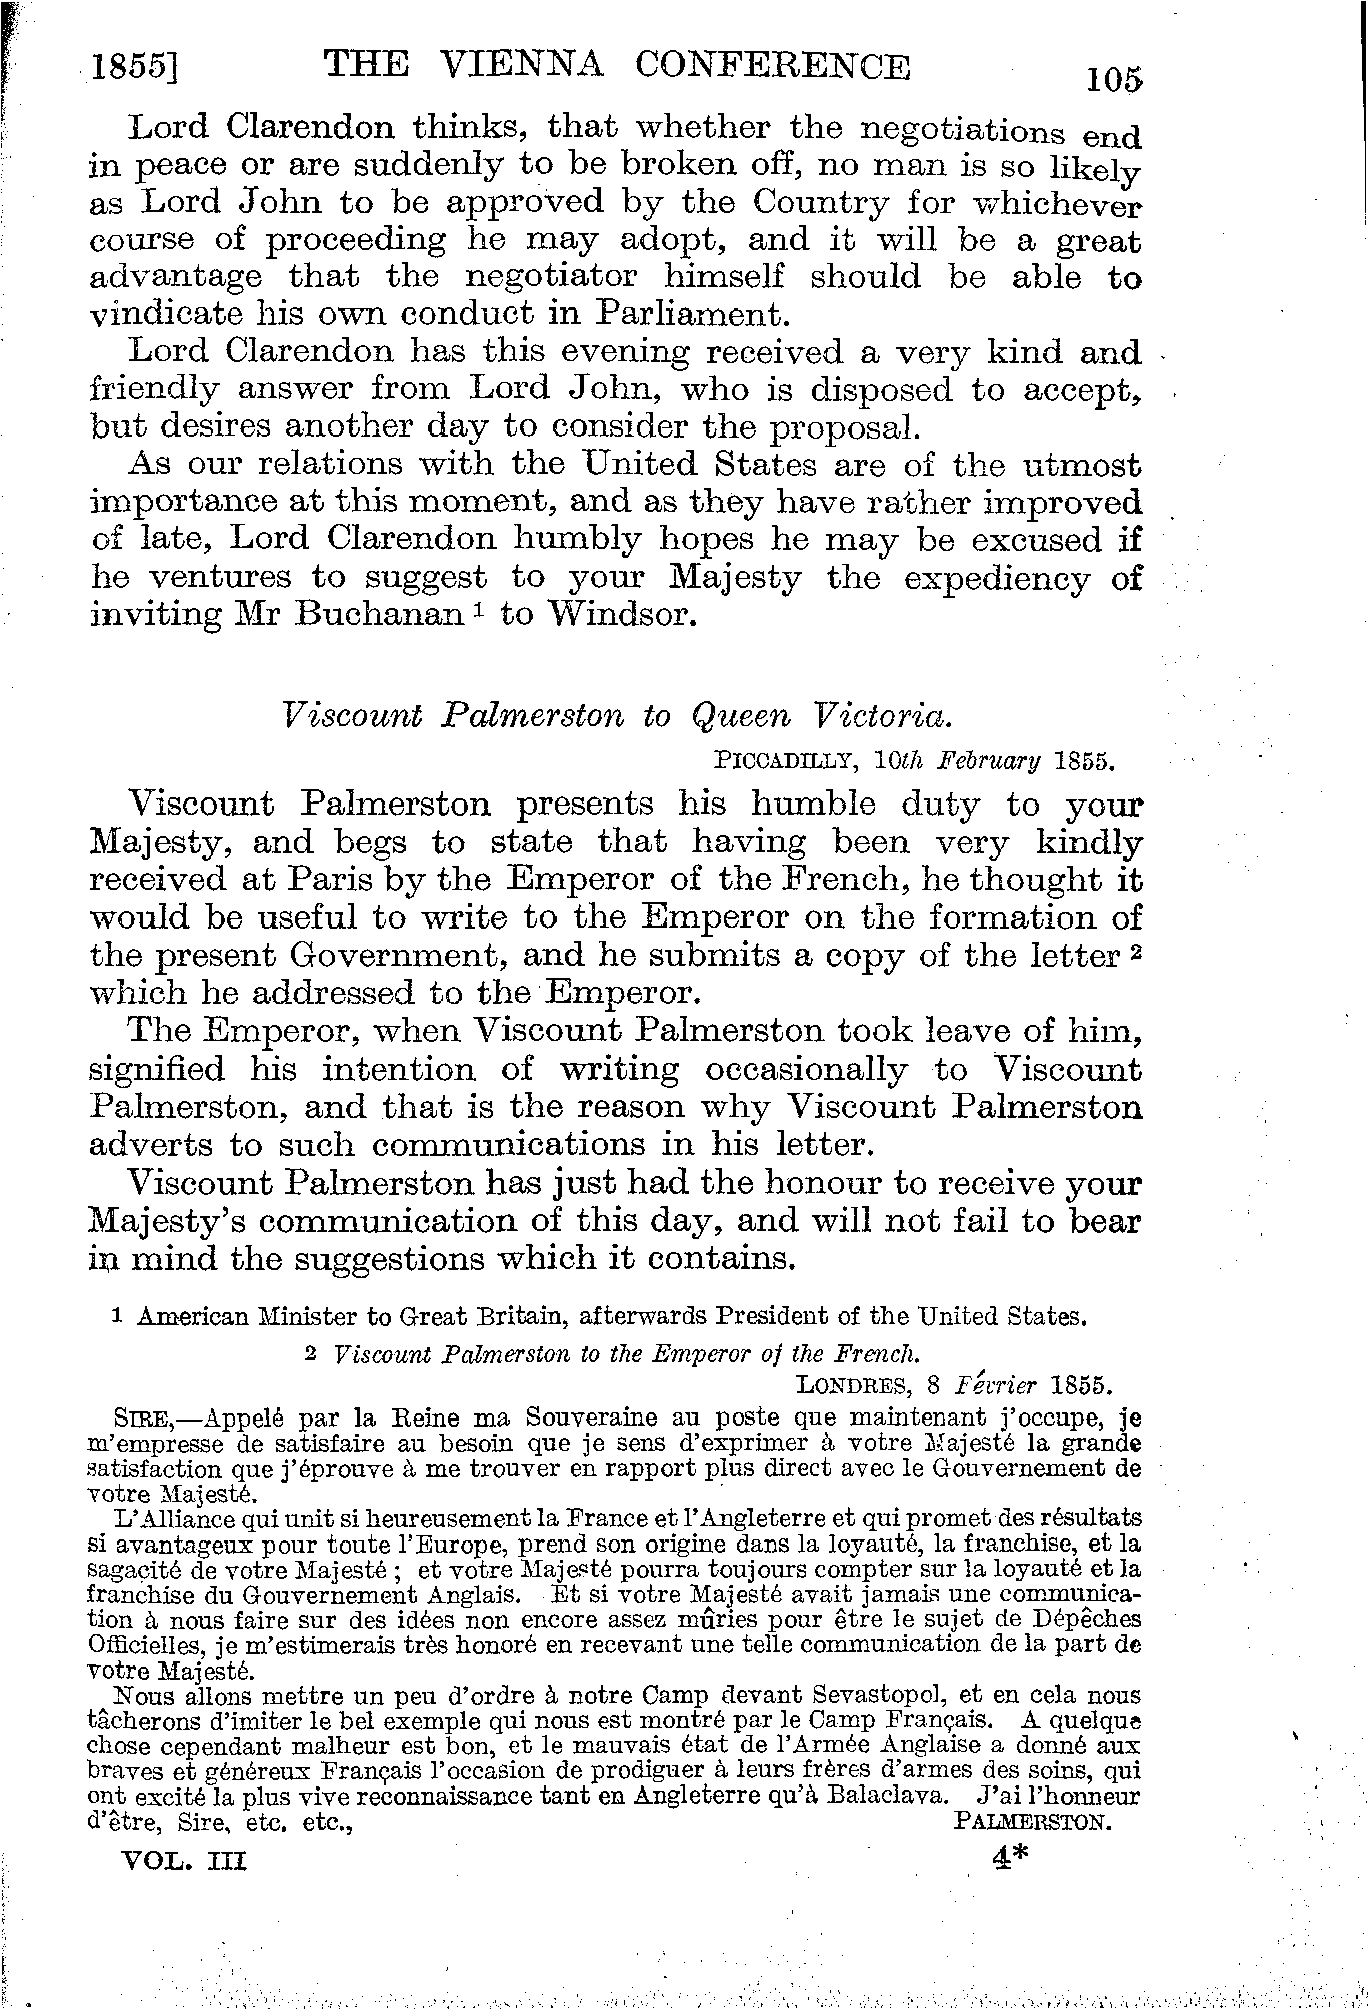 1855] THE VIENNA CONFERENCE 105
Lord Clarendon thinks, that whether the negotiations end
in peace or are suddenly to be broken off, no man is so likely
as Lord John to be approved by the Country for whichever
course of proceeding he may adopt, and it will be a great
advantage that the negotiator himself should be able to
vindicate his own conduct in Parliament.
Lord Clarendon has this evening received a very kind and
friendly answer from Lord John, who is disposed to accept,
but desires another day to consider the proposal.
As our relations with the United States are of the utmost
importance at this moment, and as they have rather improved
of late, Lord Clarendon humbly hopes he may be excused if
he ventures to suggest to your Majesty the expediency of
inviting Mr Buchanan 1 to Windsor.
Viscount Palmerston to Queen Victoria.
PICCADILLY, 10th February 1855.
Viscount Palmerston presents his humble duty to your
Majesty, and begs to state that having been very kindly
received at Paris by the Emperor of the French, he thought it
would be useful to write to the Emperor on the formation of
the present Government, and he submits a copy of the letter 2
which he addressed to the Emperor.
The Emperor, when Viscount Palmerston took leave of him,
signified his intention of writing occasionally to Viscount
Palmerston, and that is the reason why Viscount Palmerston
adverts to such communications in his letter.
Viscount Palmerston has just had the honour to receive your
Majesty's communication of this day, and will not fail to bear
in mind the suggestions which it contains.
1 American Minister to Great Britain, afterwards President of the United States.
2 Viscount Palmerston to the Emperor of the French.
LONDRES, 8 Février 1855.
SIRE,—Appelé par la Reine ma Souveraine au poste que maintenant j'occupe, je
m'empresse de satisfaire au besoin que je sens d'exprimer à votre Majesté la grande
satisfaction que j'éprouve à me trouver en rapport plus direct avec le Gouvernement de
votre Majesté.
L'Alliance qui unit si heureusement la France et l'Angleterre et qui promet des résultats
si avantageux pour toute l'Europe, prend son origine dans la loyauté, la franchise, et la
sagacité de votre Majesté ; et votre Majesté pourra toujours compter sur la loyauté et la
franchise du Gouvernement Anglais. Et si votre Majesté avait jamais une communica-
tion à nous faire sur des idées non encore assez mûries pour être le sujet de Dépêches
Officielles, je m'estimerais très honoré en recevant une telle communication de la part de
votre Majesté.
Nous allons mettre un peu d'ordre à notre Camp devant Sevastopol, et en cela nous
tâcherons d'imiter le bel exemple qui nous est montré par le Camp Français. A quelque
chose cependant malheur est bon, et le mauvais état de l'Armée Anglaise a donné aux
braves et généreux Français l'occasion de prodiguer à leurs frères d'armes des soins, qui
ont excité la plus vive reconnaissance tant en Angleterre qu'à Balaclava. J'ai l'honneur
d'être, Sire, etc. etc., PALMERSTON.
VOL. III 4*